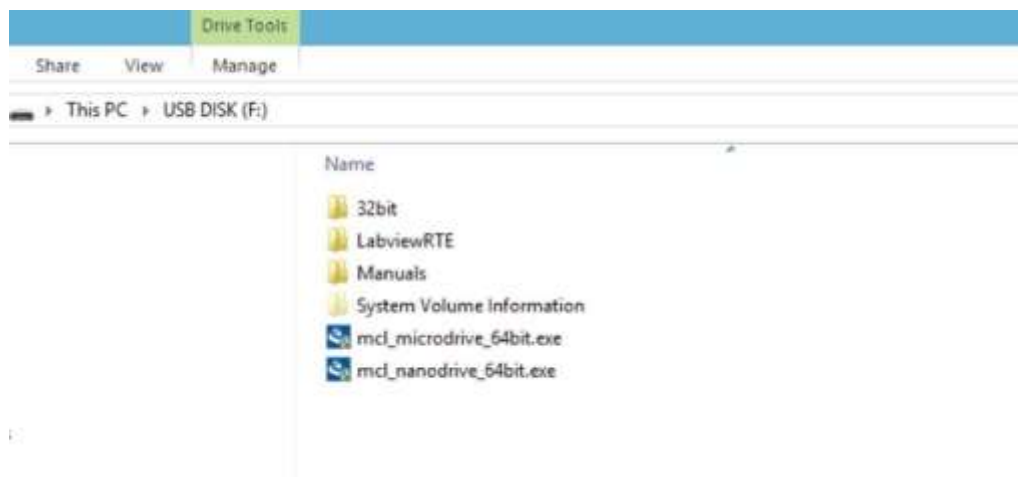 Drive Tools
Share View Manage
This PC USB DISK (F:)
Name
32bit
LabviewRTE
Manuals
System Volume Information
mcl_microdrive_64bit.exe
mcl_nanodrive_64bit.exe